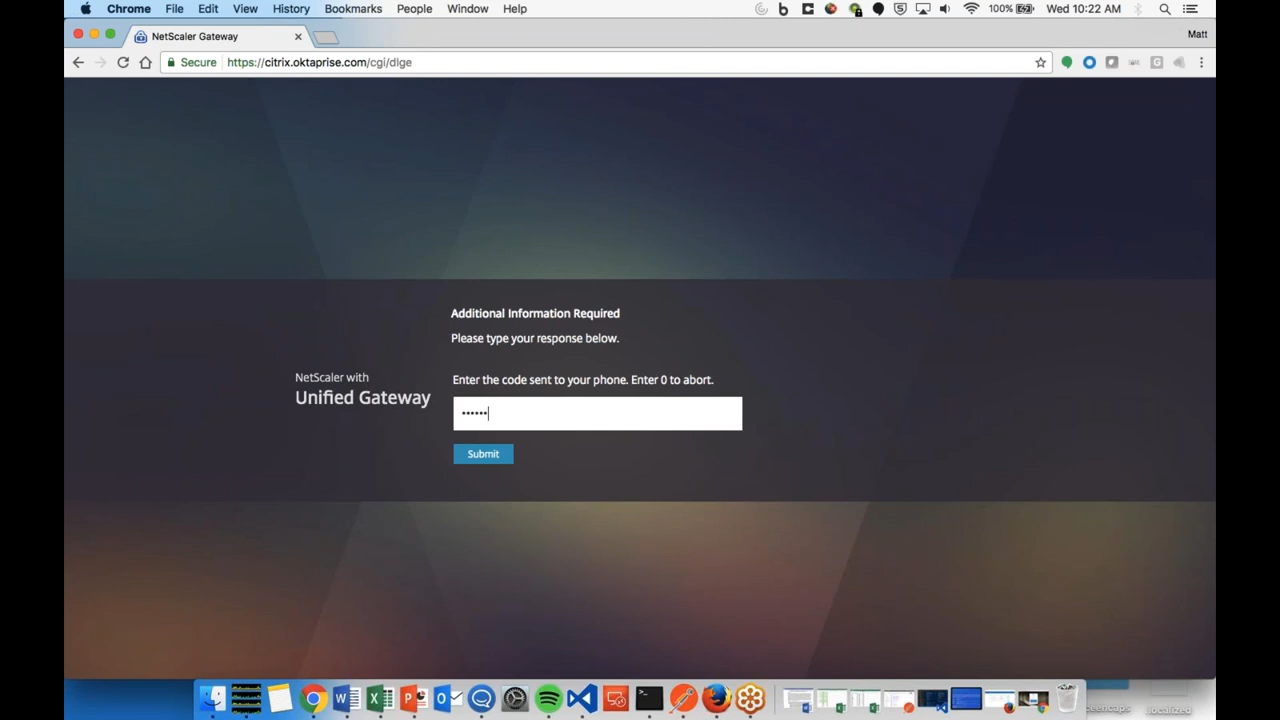 Chrome File Edit View History Bookmarks People Window Help 100% Wed 10:22 AM
NetScaler Gateway
Matt
Secure https://citrix.oktaprise.com/cgi/dlge
Additional Information Required
Please type your response below.
NetScaler with
Unified Gateway
Enter the code sent to your phone. Enter 0 to abort.
••••••
Submit
eencaps
.localized